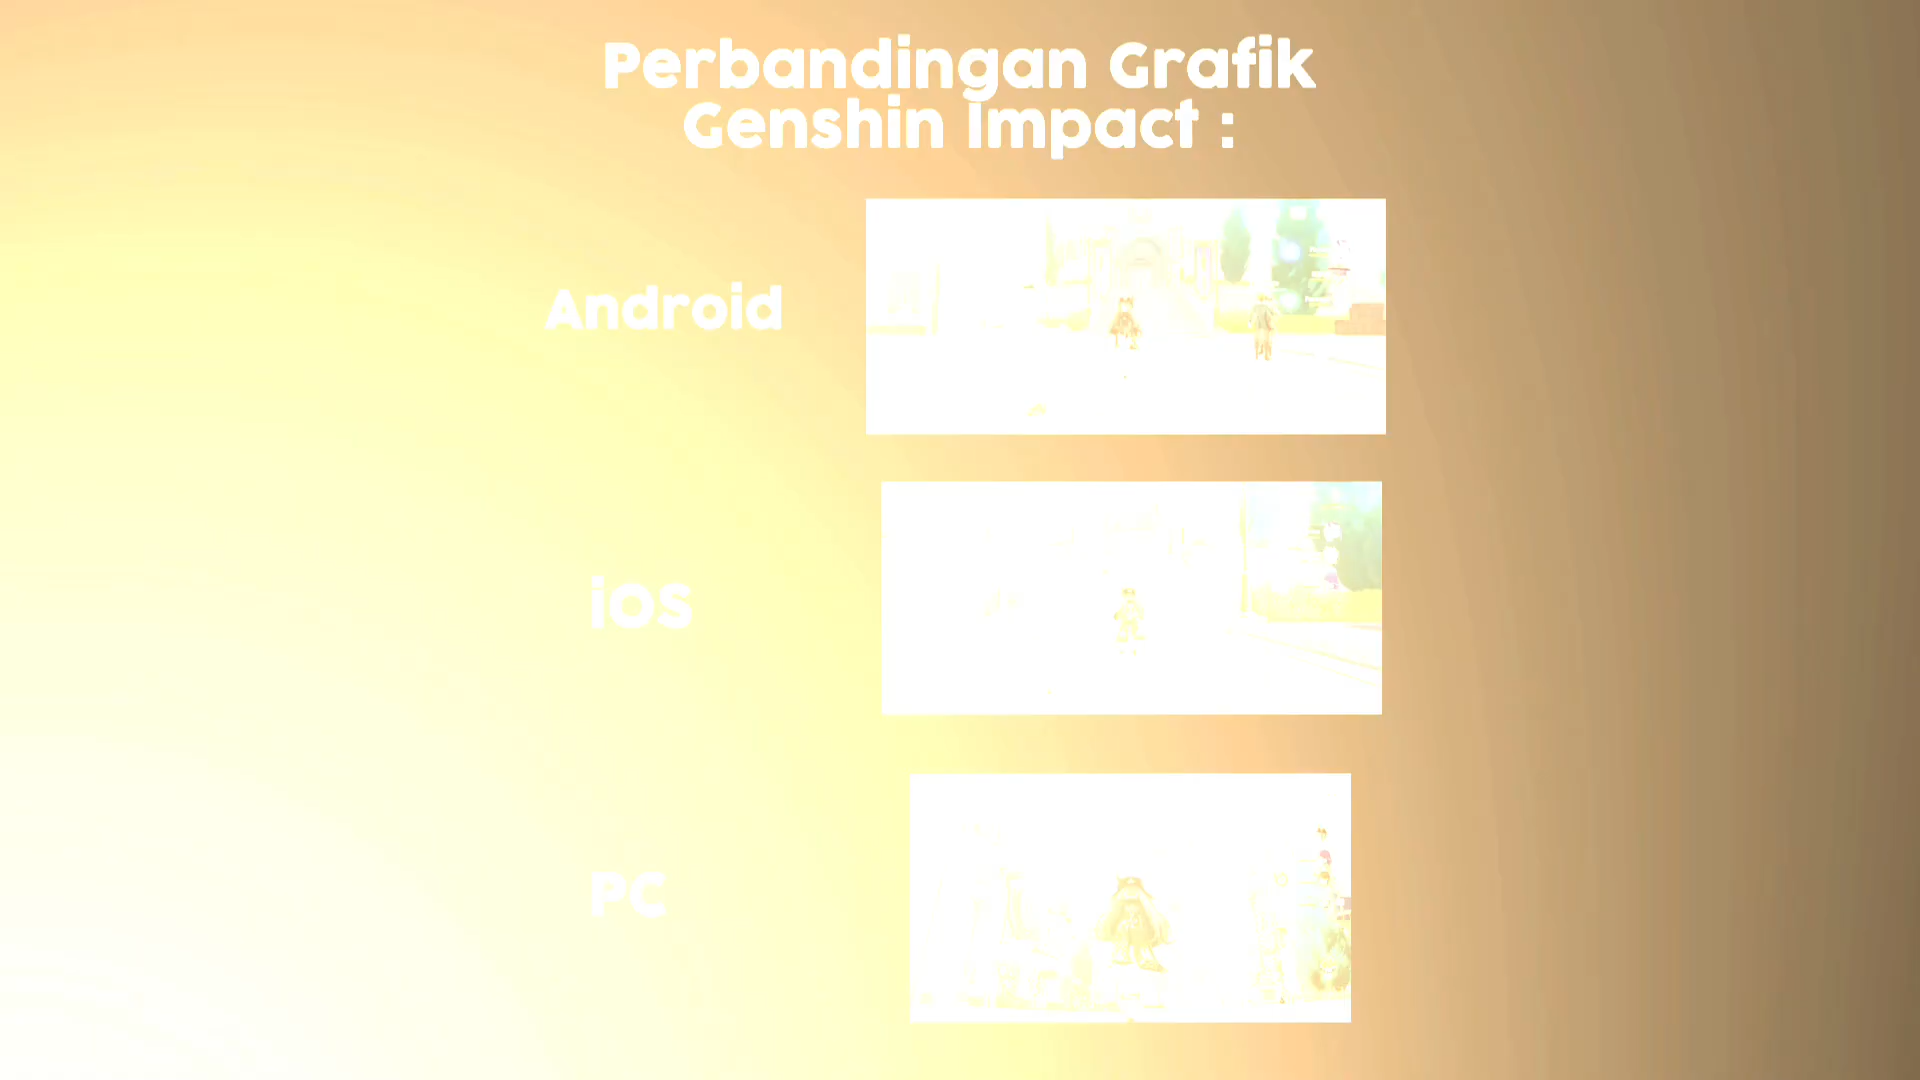 Perbandingan Grafik
Genshin Impact :
Android
iOS
PC